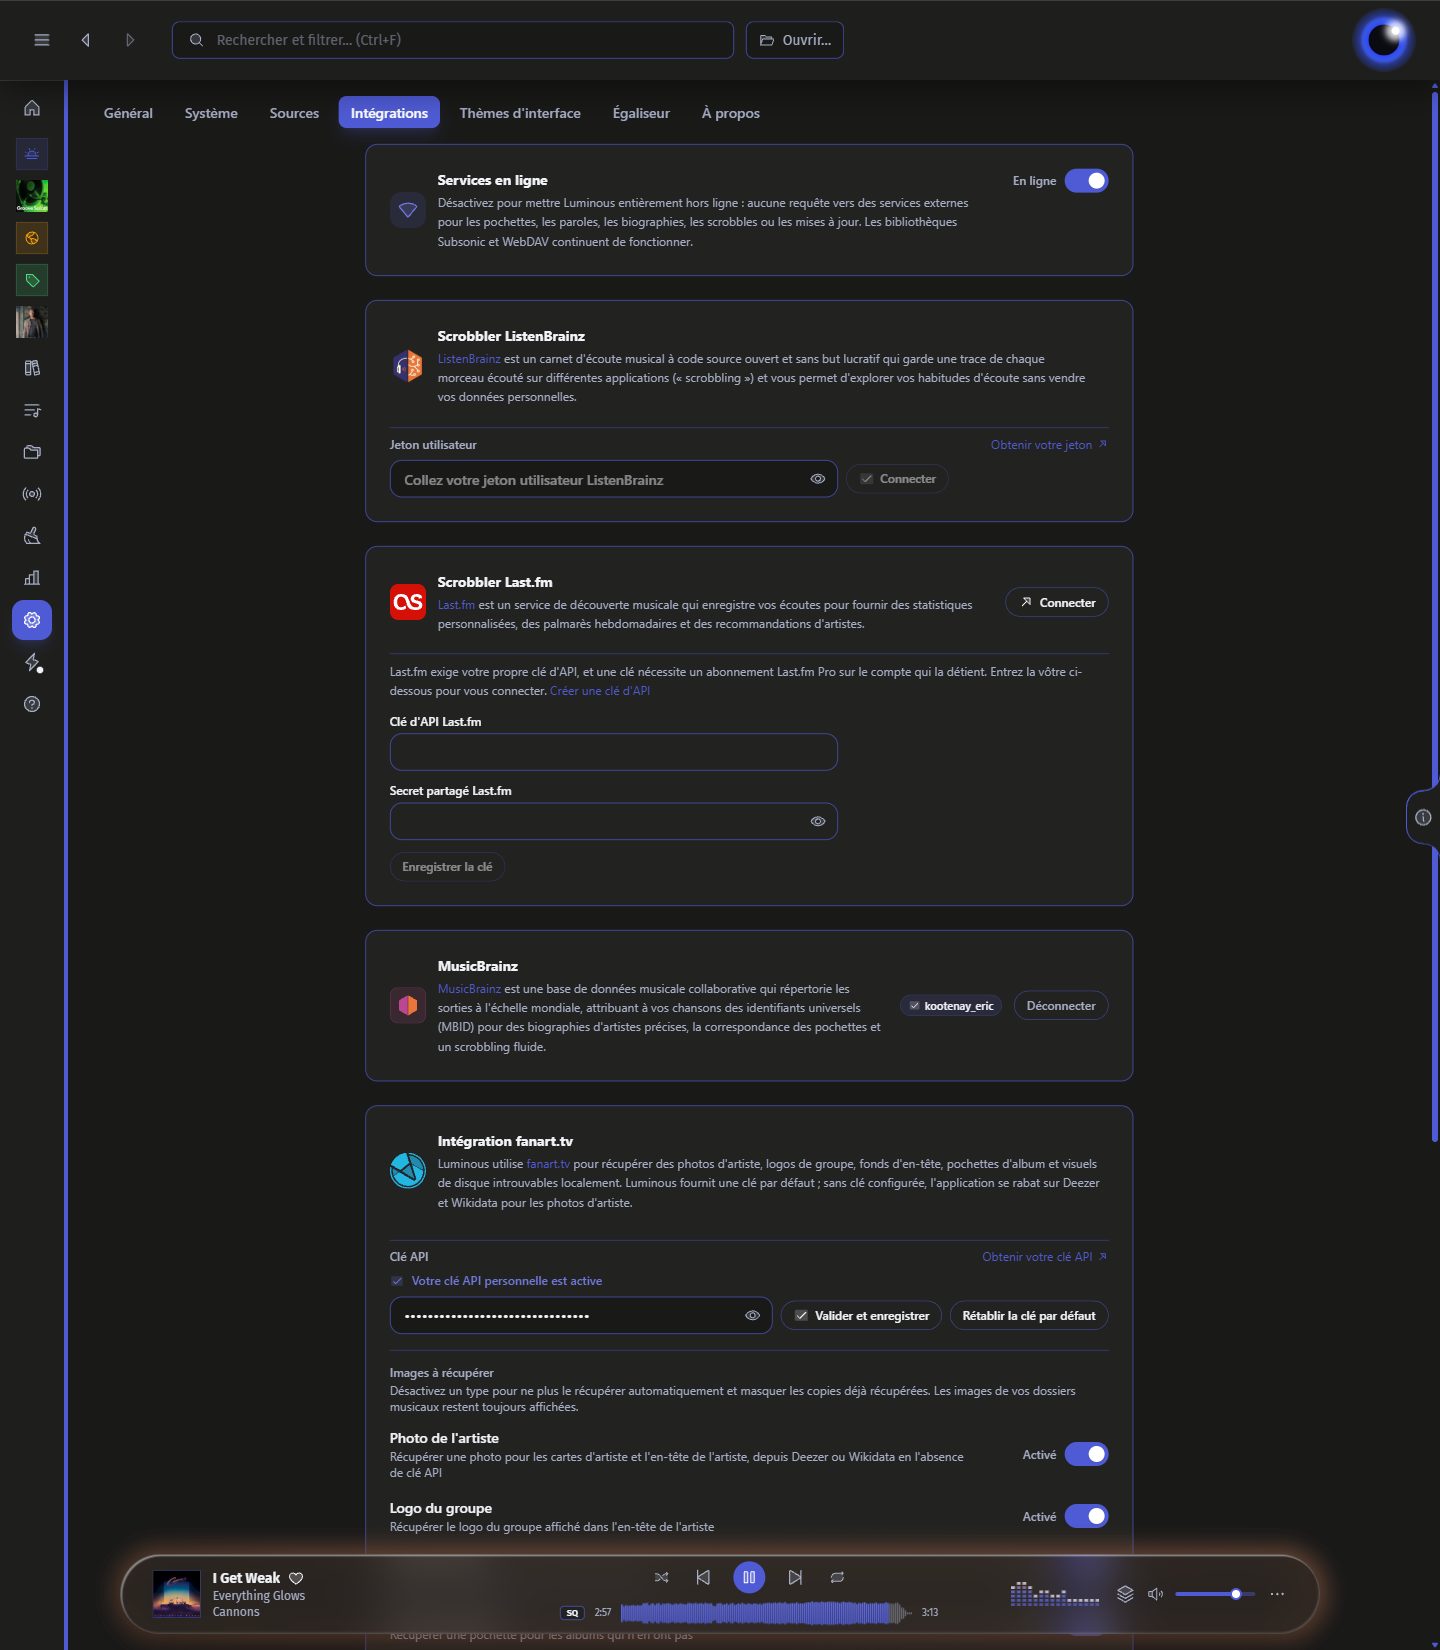 Rechercher et filtrer... (Ctrl+F)
Ouvrir...
Général
Système
Sources
Intégrations
Thèmes d'interface
Égaliseur
À propos
Services en ligne
Désactivez pour mettre Luminous entièrement hors ligne : aucune requête vers des services externes
pour les pochettes, les paroles, les biographies, les scrobbles ou les mises à jour. Les bibliothèques
Subsonic et WebDAV continuent de fonctionner.
En ligne
Scrobbler ListenBrainz
ListenBrainz est un carnet d'écoute musical à code source ouvert et sans but lucratif qui garde une trace de chaque
morceau écouté sur différentes applications (« scrobbling ») et vous permet d'explorer vos habitudes d'écoute sans vendre
vos données personnelles.
Jeton utilisateur
Obtenir votre jeton
Collez votre jeton utilisateur ListenBrainz
Connecter
Scrobbler Last.fm
Last.fm est un service de découverte musicale qui enregistre vos écoutes pour fournir des statistiques
personnalisées, des palmarès hebdomadaires et des recommandations d'artistes.
Connecter
Last.fm exige votre propre clé d'API, et une clé nécessite un abonnement Last.fm Pro sur le compte qui la détient. Entrez la vôtre ci-
dessous pour vous connecter. Créer une clé d'API
Clé d'API Last.fm
Secret partagé Last.fm
Enregistrer la clé
MusicBrainz
MusicBrainz est une base de données musicale collaborative qui répertorie les
sorties à l'échelle mondiale, attribuant à vos chansons des identifiants universels
(MBID) pour des biographies d'artistes précises, la correspondance des pochettes et
un scrobbling fluide.
kootenay_eric
Déconnecter
Intégration fanart.tv
Luminous utilise fanart.tv pour récupérer des photos d'artiste, logos de groupe, fonds d'en-tête, pochettes d'album et visuels
de disque introuvables localement. Luminous fournit une clé par défaut ; sans clé configurée, l'application se rabat sur Deezer
et Wikidata pour les photos d'artiste.
Clé API
Obtenir votre clé API
Votre clé API personnelle est active
Valider et enregistrer
Rétablir la clé par défaut
Images à récupérer
Désactivez un type pour ne plus le récupérer automatiquement et masquer les copies déjà récupérées. Les images de vos dossiers
musicaux restent toujours affichées.
Photo de l'artiste
Récupérer une photo pour les cartes d'artiste et l'en-tête de l'artiste, depuis Deezer ou Wikidata en l'absence
de clé API
Activé
Logo du groupe
Récupérer le logo du groupe affiché dans l'en-tête de l'artiste
Activé
I Get Weak
Everything Glows
Cannons
SQ
2:57
3:13
Récupérer une pochette pour les albums qui n'en ont pas